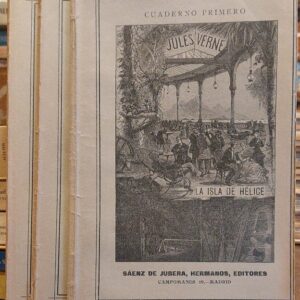 CUADERNO PRIMERO
JULES VERNE
LA ISLA DE HÉLICE
SÁENZ DE JUBERA, HERMANOS, EDITORES
CAMPOMANES 10.—MADRID